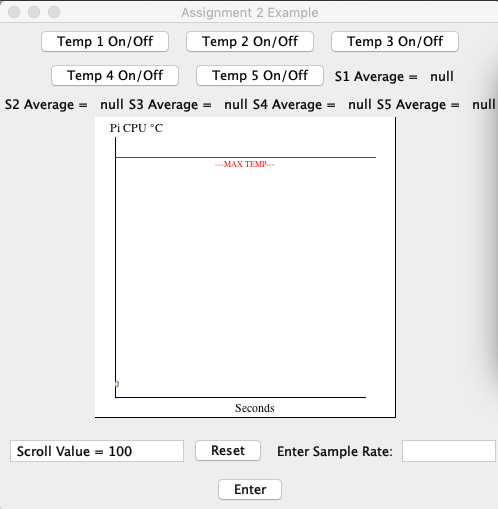 Assignment 2 Example
Temp 1 On/Off Temp 2 On/Off Temp 3 On/Off
Temp 4 On/Off Temp 5 On/Off S1 Average = null
S2 Average = null S3 Average = null S4 Average = null S5 Average = null
Pi CPU °C
---MAX TEMP---
Seconds
Scroll Value = 100 Reset Enter Sample Rate:
Enter